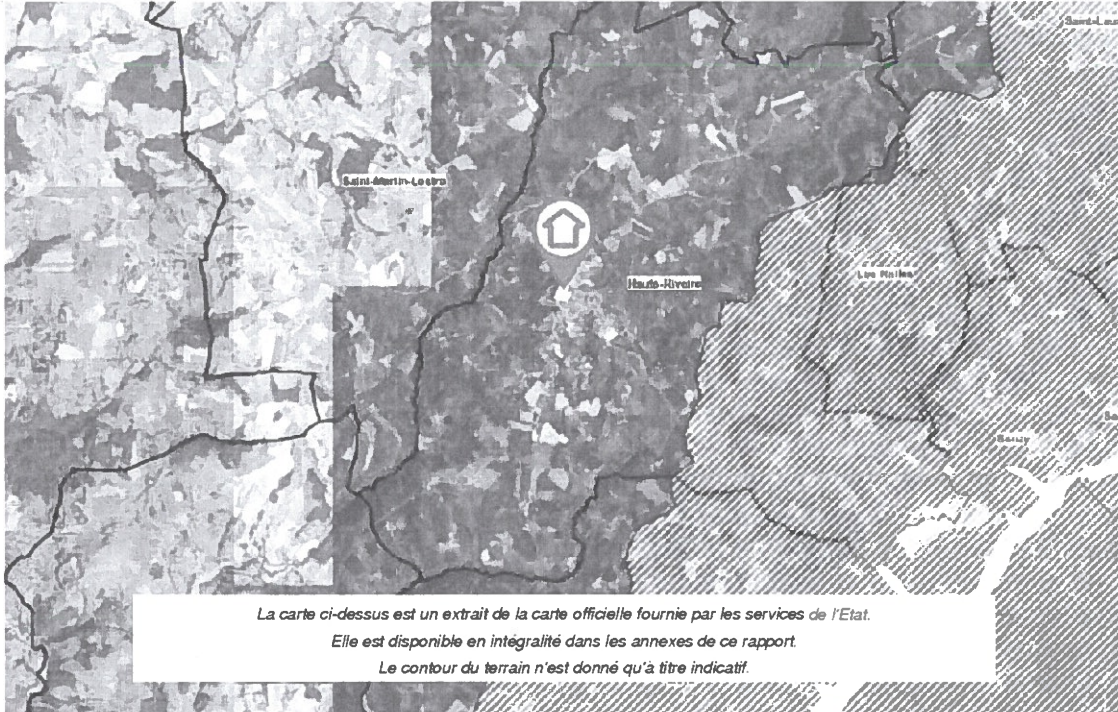 Saint-Martin-Lestra
Haute-Rivoire
Les Halles
La carte ci-dessus est un extrait de la carte officielle fournie par les services de l'Etat.
Elle est disponible en intégralité dans les annexes de ce rapport.
Le contour du terrain n'est donné qu'à titre indicatif.